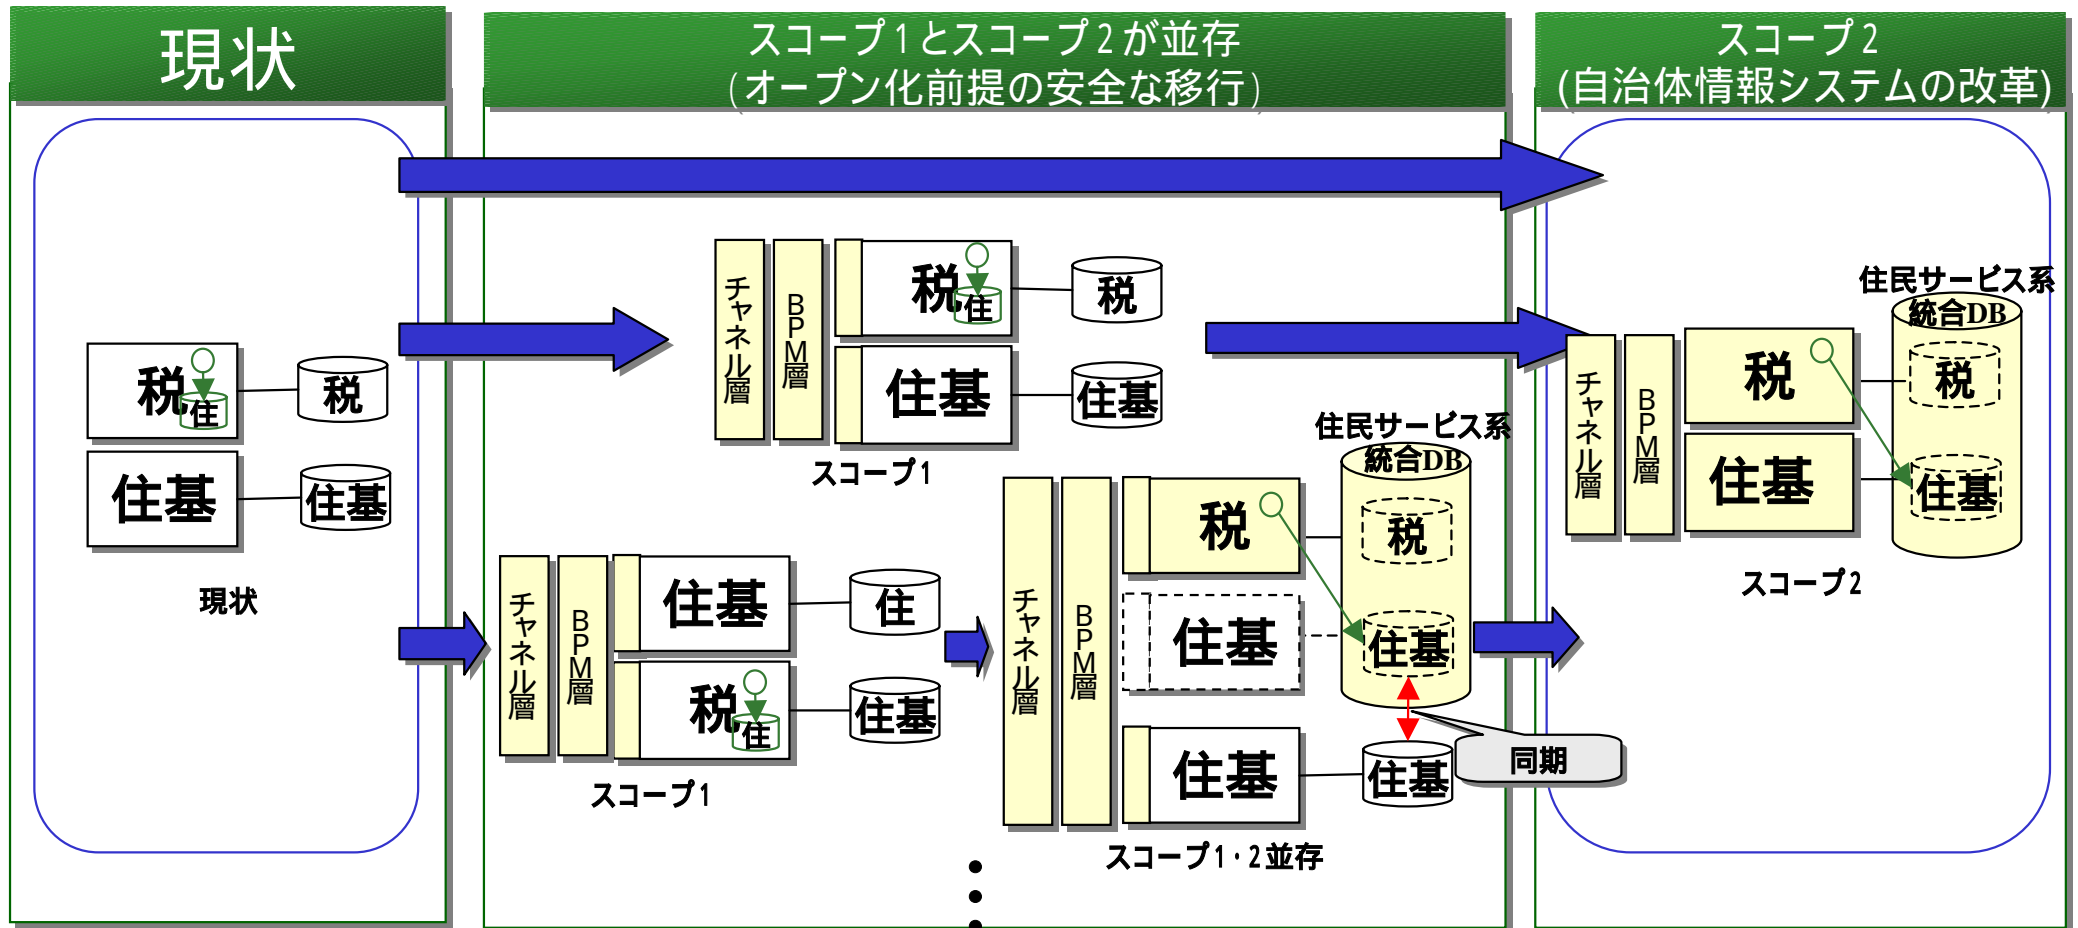 現状
スコープ1とスコープ2が並存
(オープン化前提の安全な移行)
スコープ2
(自治体情報システムの改革)
税
住
税
住基
住基
現状
チャネル層
BPM層
税
住
税
住基
住基
スコープ1
チャネル層
BPM層
住基
住
税
住
住基
スコープ1
チャネル層
BPM層
税
住基
住基
住民サービス系
統合DB
税
住基
住基
同期
スコープ1・2並存
チャネル層
BPM層
税
住基
住民サービス系
統合DB
税
住基
スコープ2